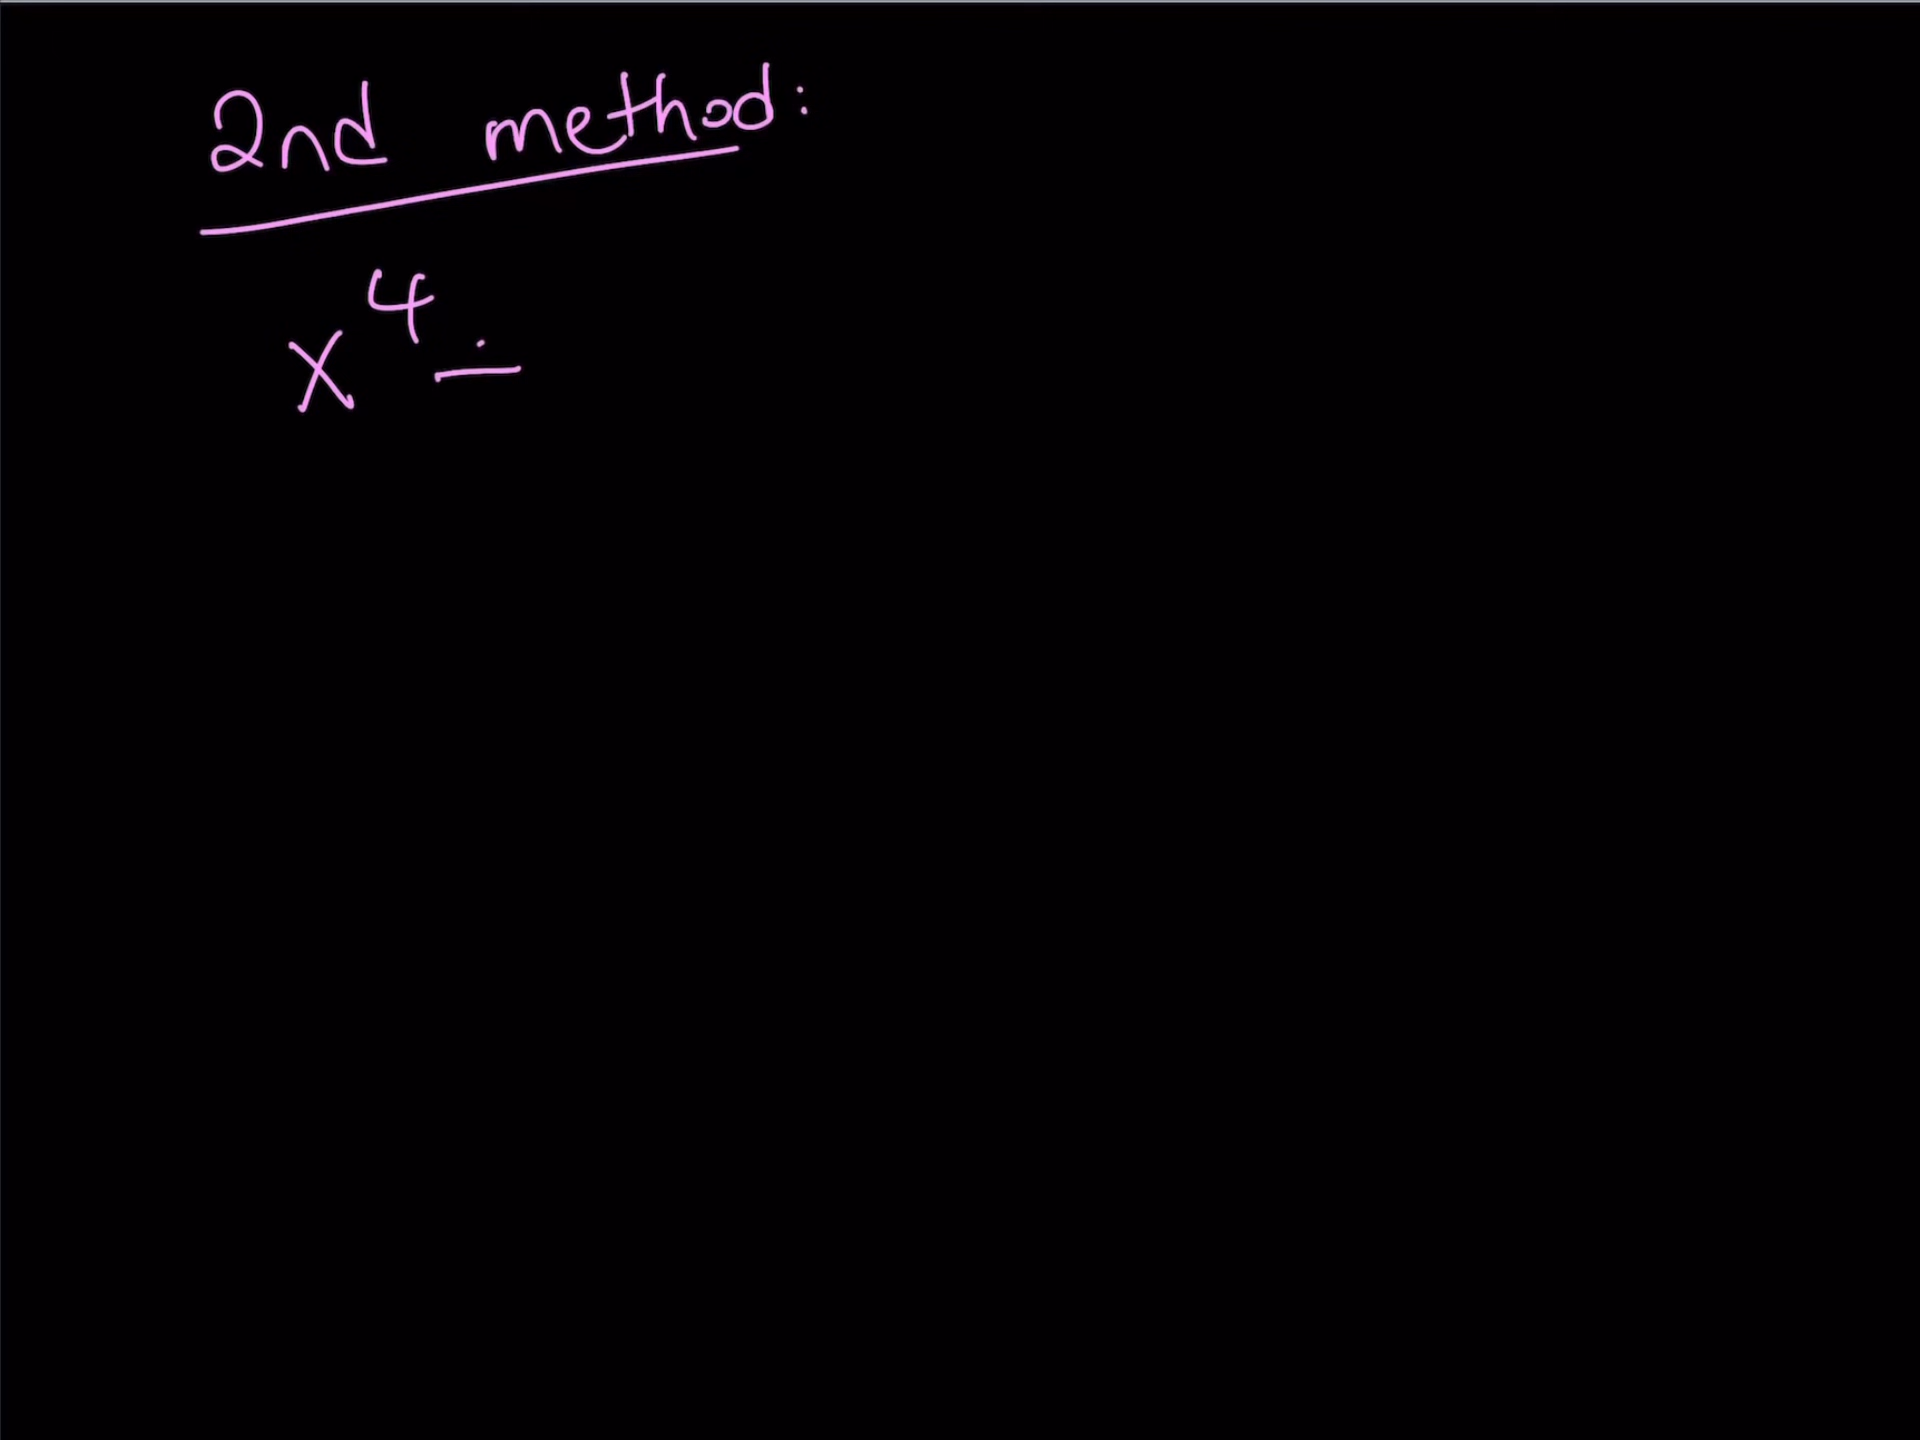 2nd method:
x⁴ -